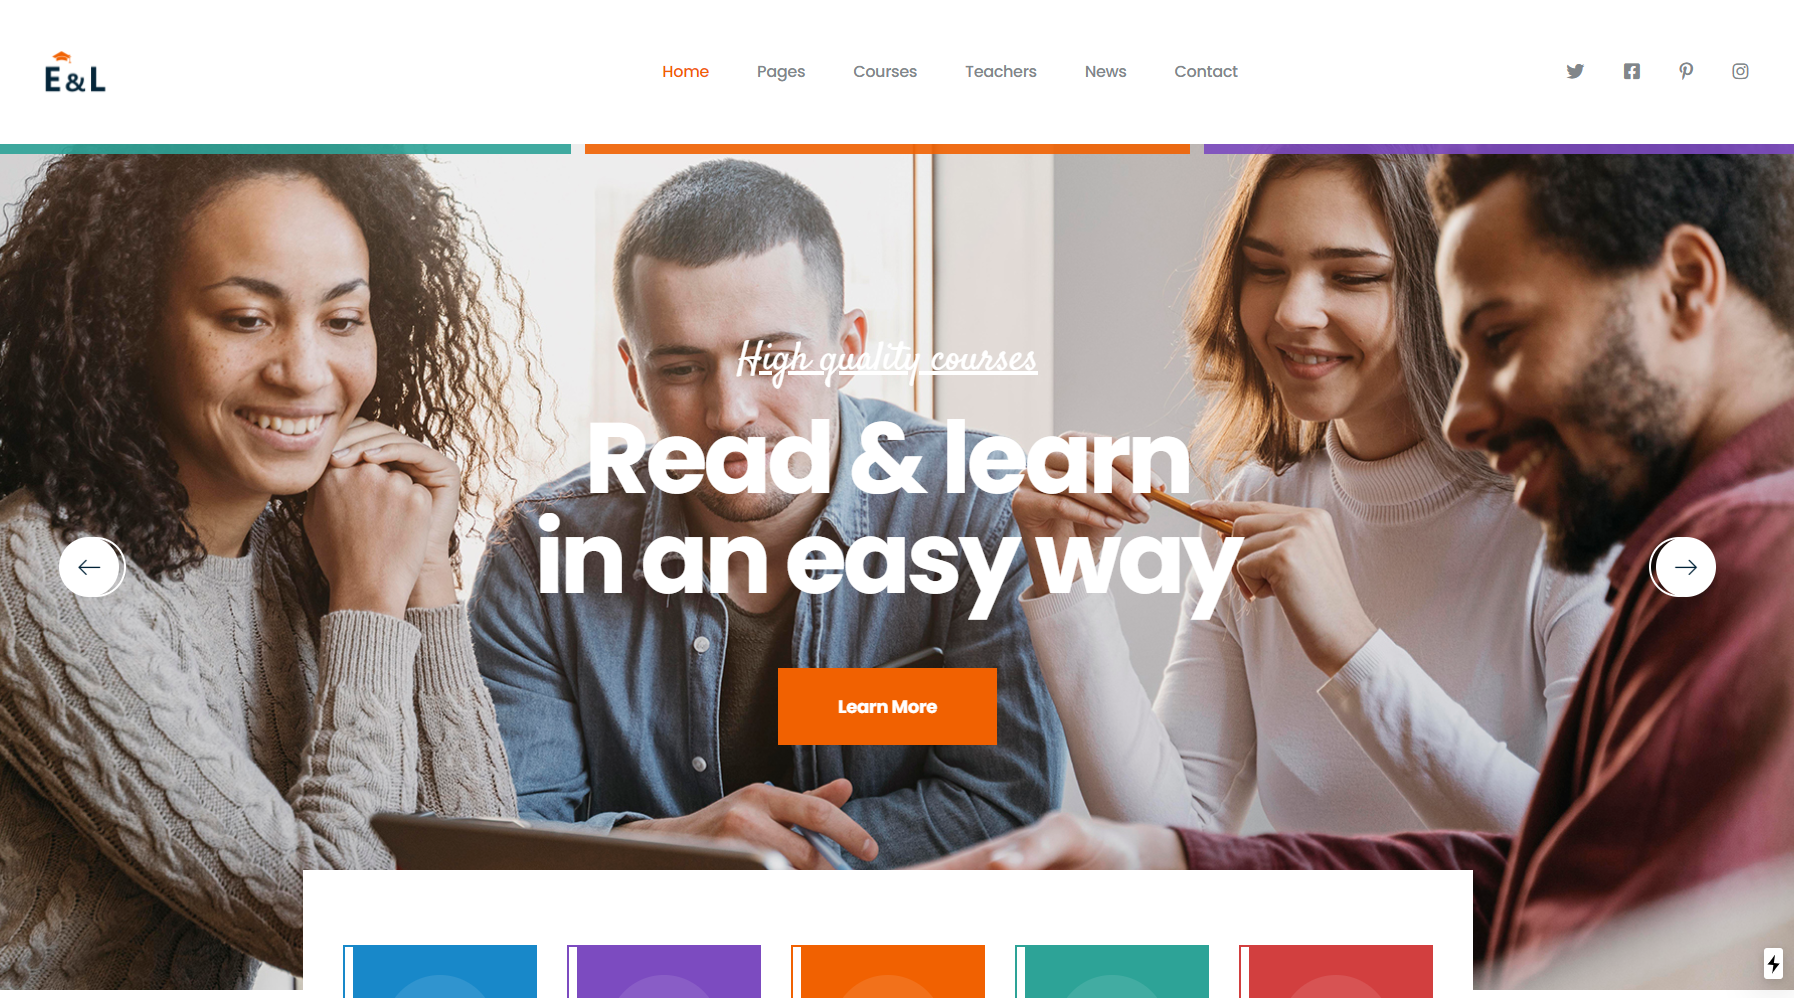 E & L
Home Pages Courses Teachers News Contact
High quality courses
Read & learn
in an easy way
Learn More